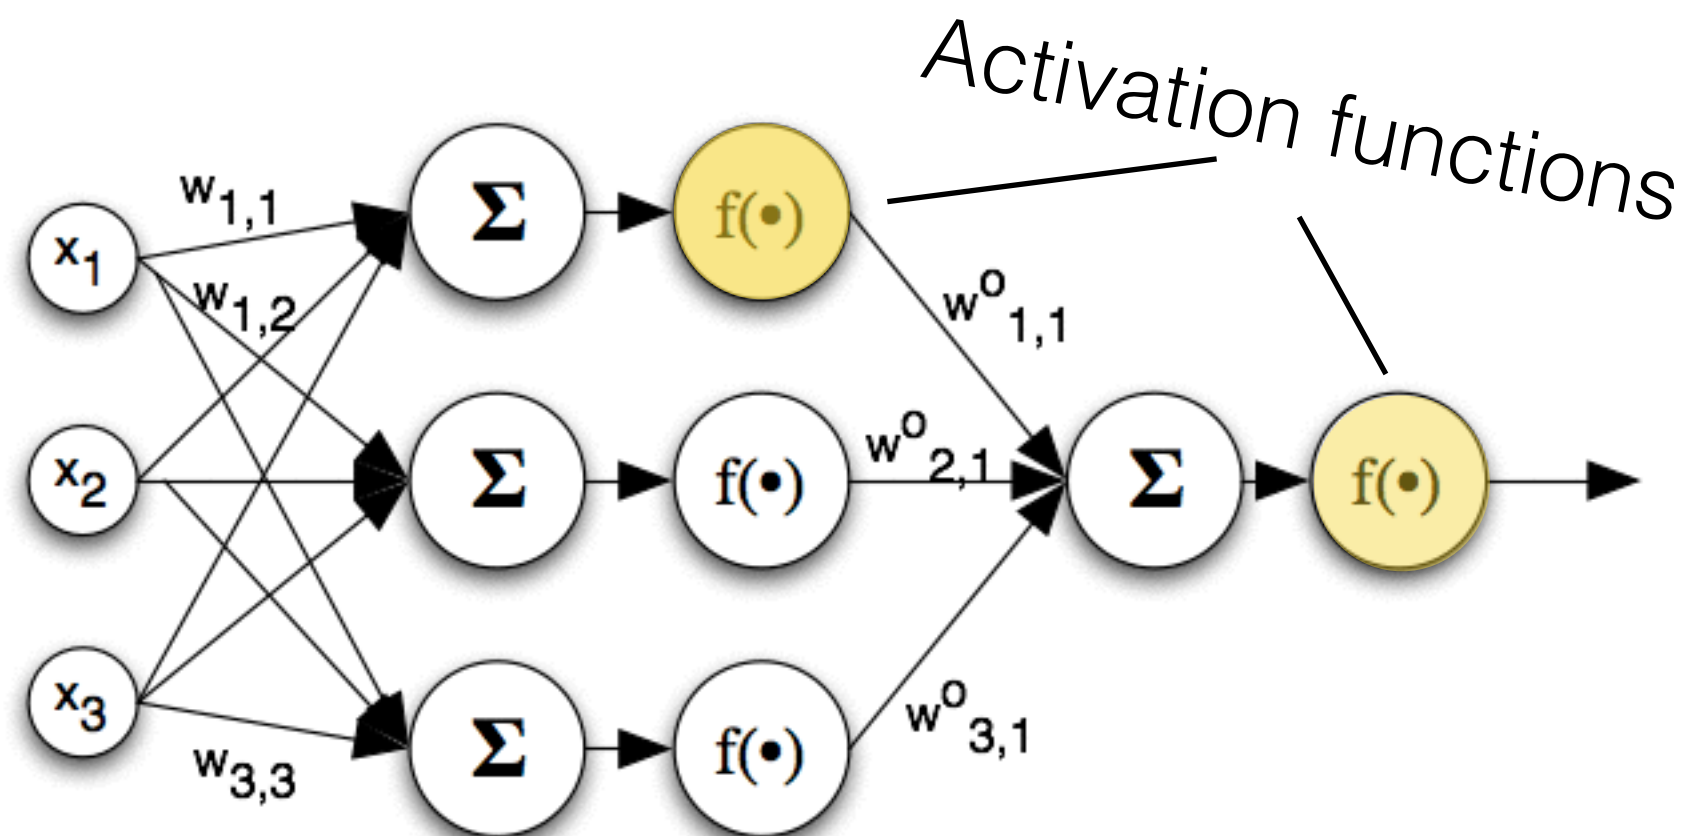 Activation functions
w1,1
x1
Σ
f(•)
w1,2
wo1,1
x2
Σ
f(•)
wo2,1
Σ
f(•)
x3
Σ
f(•)
wo3,1
w3,3